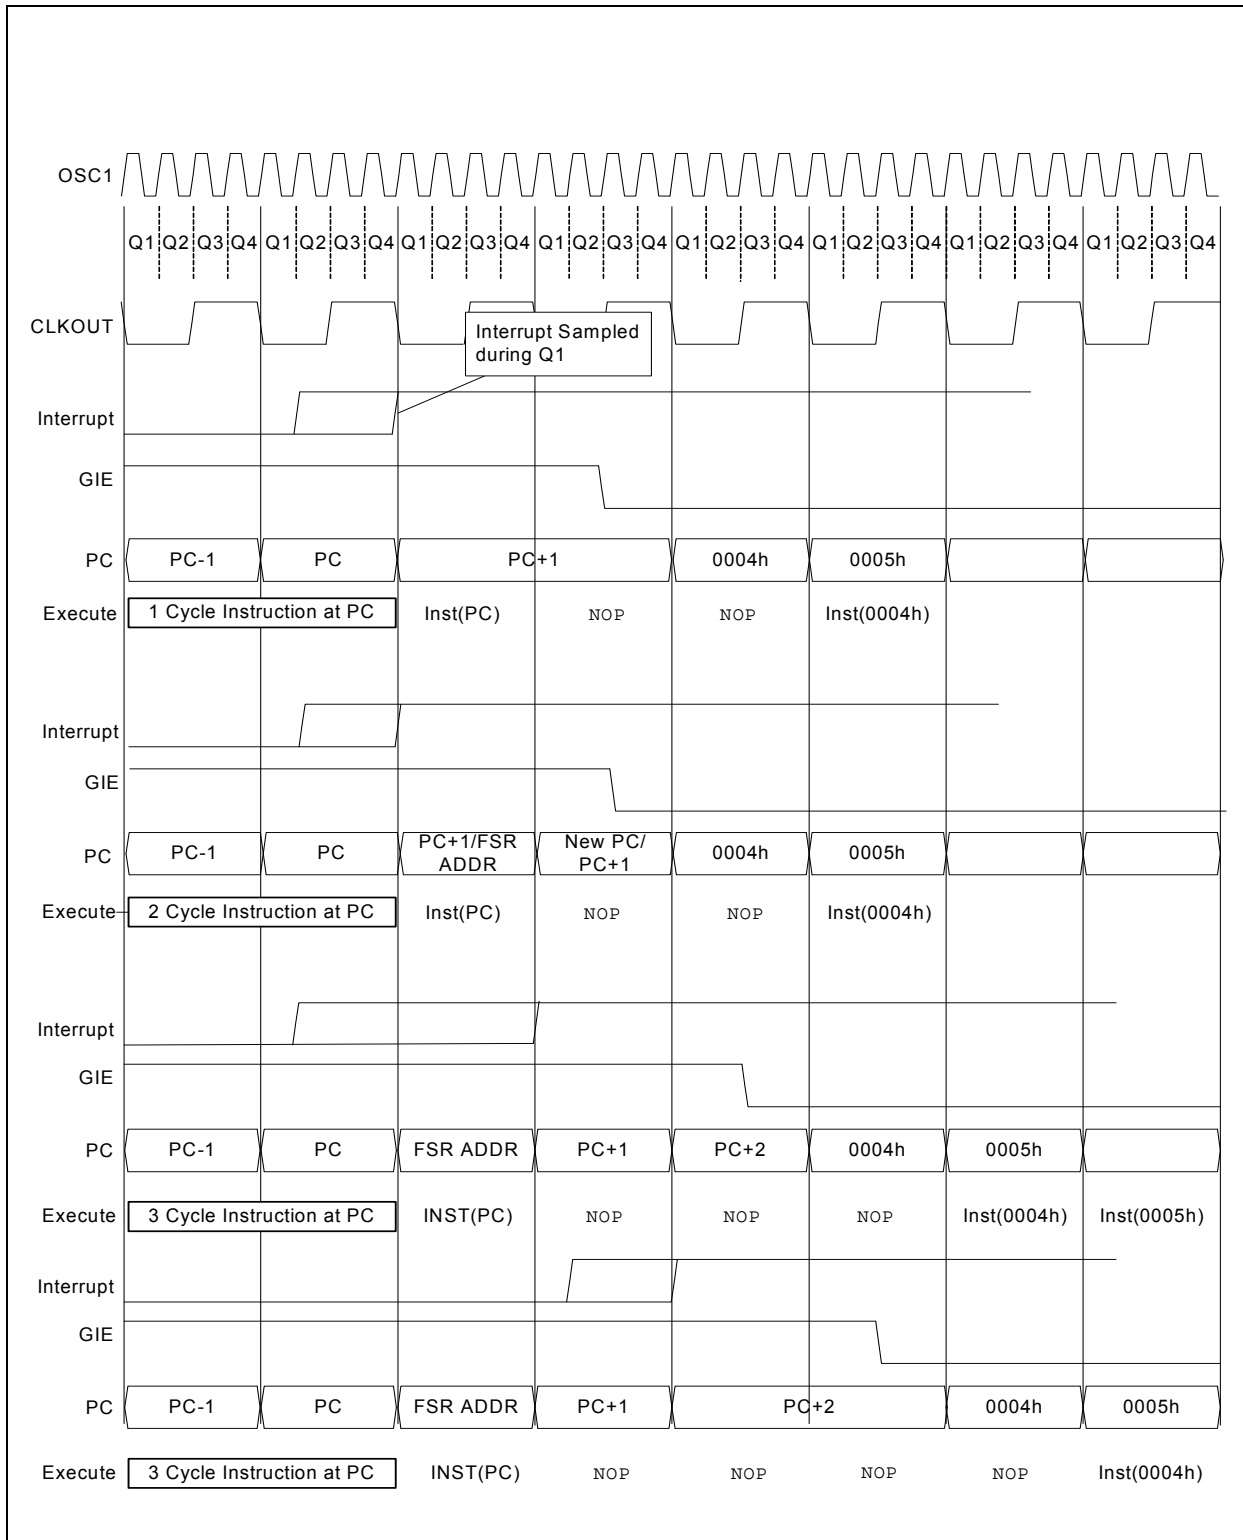 OSC1
Q1 Q2 Q3 Q4 Q1 Q2 Q3 Q4 Q1 Q2 Q3 Q4 Q1 Q2 Q3 Q4 Q1 Q2 Q3 Q4 Q1 Q2 Q3 Q4 Q1 Q2 Q3 Q4 Q1 Q2 Q3 Q4
CLKOUT
Interrupt Sampled
during Q1
Interrupt
GIE
PC PC-1 PC PC+1 0004h 0005h
Execute 1 Cycle Instruction at PC Inst(PC) NOP NOP Inst(0004h)
Interrupt
GIE
PC PC-1 PC PC+1/FSR ADDR New PC/ PC+1 0004h 0005h
Execute 2 Cycle Instruction at PC Inst(PC) NOP NOP Inst(0004h)
Interrupt
GIE
PC PC-1 PC FSR ADDR PC+1 PC+2 0004h 0005h
Execute 3 Cycle Instruction at PC INST(PC) NOP NOP NOP Inst(0004h) Inst(0005h)
Interrupt
GIE
PC PC-1 PC FSR ADDR PC+1 PC+2 0004h 0005h
Execute 3 Cycle Instruction at PC INST(PC) NOP NOP NOP NOP Inst(0004h)